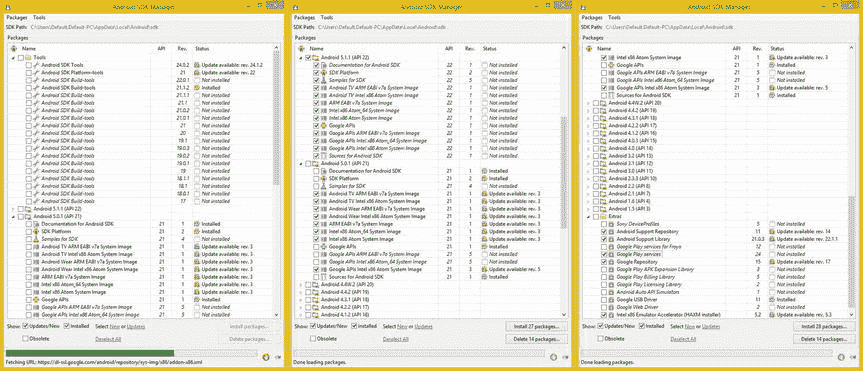 Android SDK Manager
Packages Tools
SDK Path: C:\Users\Default.Default-PC\AppData\Local\Android\sdk
Packages
Name API Rev. Status
Tools
Android SDK Tools 24.0.2 Update available: rev. 24.1.2
Android SDK Platform-tools 21 Update available: rev. 22
Android SDK Build-tools 22.0.1 Not installed
Android SDK Build-tools 21.1.2 Installed
Android SDK Build-tools 21.1.1 Not installed
Android SDK Build-tools 21.1 Not installed
Android SDK Build-tools 21.0.2 Not installed
Android SDK Build-tools 21.0.1 Not installed
Android SDK Build-tools 21 Not installed
Android SDK Build-tools 20 Not installed
Android SDK Build-tools 19.1 Not installed
Android SDK Build-tools 19.0.3 Not installed
Android SDK Build-tools 19.0.2 Not installed
Android SDK Build-tools 19.0.1 Not installed
Android SDK Build-tools 19 Not installed
Android SDK Build-tools 18.1.1 Not installed
Android SDK Build-tools 18.1 Not installed
Android SDK Build-tools 18.0.1 Not installed
Android SDK Build-tools 17 Not installed
Android 5.1.1 (API 22)
Android 5.0.1 (API 21)
Documentation for Android SDK 21 1 Installed
SDK Platform 21 2 Installed
Samples for SDK 21 4 Not installed
Android TV ARM EABI v7a System Image 21 1 Update available: rev. 3
Android TV Intel x86 Atom System Image 21 1 Update available: rev. 3
Android Wear ARM EABI v7a System Image 21 1 Update available: rev. 3
Android Wear Intel x86 Atom System Image 21 1 Update available: rev. 3
ARM EABI v7a System Image 21 1 Update available: rev. 3
Intel x86 Atom_64 System Image 21 1 Update available: rev. 3
Intel x86 Atom System Image 21 1 Update available: rev. 3
Google APIs 21 1 Installed
Google APIs ARM EABI v7a System Image 21 5 Not installed
Google APIs Intel x86 Atom_64 System Image 21 5 Not installed
Show: Updates/New Installed Select New or Updates Install packages...
Obsolete Deselect All Delete packages...
Fetching URL: https://dl-ssl.google.com/android/repository/sys-img/x86/addon-x86.xml
Android SDK Manager
Packages Tools
SDK Path: C:\Users\Default.Default-PC\AppData\Local\Android\sdk
Packages
Name API Rev. Status
Android 5.1.1 (API 22)
Documentation for Android SDK 22 1 Not installed
SDK Platform 22 2 Not installed
Samples for SDK 22 5 Not installed
Android TV ARM EABI v7a System Image 22 1 Not installed
Android TV Intel x86 Atom System Image 22 1 Not installed
ARM EABI v7a System Image 22 1 Not installed
Intel x86 Atom_64 System Image 22 1 Not installed
Intel x86 Atom System Image 22 1 Not installed
Google APIs 22 1 Not installed
Google APIs ARM EABI v7a System Image 22 1 Not installed
Google APIs Intel x86 Atom_64 System Image 22 1 Not installed
Google APIs Intel x86 Atom System Image 22 1 Not installed
Sources for Android SDK 22 1 Not installed
Android 5.0.1 (API 21)
Documentation for Android SDK 21 1 Installed
SDK Platform 21 2 Installed
Samples for SDK 21 4 Not installed
Android TV ARM EABI v7a System Image 21 1 Update available: rev. 3
Android TV Intel x86 Atom System Image 21 1 Update available: rev. 3
Android Wear ARM EABI v7a System Image 21 1 Update available: rev. 3
Android Wear Intel x86 Atom System Image 21 1 Update available: rev. 3
ARM EABI v7a System Image 21 1 Update available: rev. 3
Intel x86 Atom_64 System Image 21 1 Update available: rev. 3
Intel x86 Atom System Image 21 1 Update available: rev. 3
Google APIs 21 1 Installed
Google APIs ARM EABI v7a System Image 21 5 Not installed
Google APIs Intel x86 Atom_64 System Image 21 5 Not installed
Google APIs Intel x86 Atom System Image 21 3 Update available: rev. 5
Sources for Android SDK 21 1 Installed
Android 4.4W.2 (API 20)
Android 4.4.2 (API 19)
Android 4.3.1 (API 18)
Android 4.2.2 (API 17)
Android 4.1.2 (API 16)
Show: Updates/New Installed Select New or Updates Install 27 packages...
Obsolete Deselect All Delete 14 packages...
Done loading packages.
Android SDK Manager
Packages Tools
SDK Path: C:\Users\Default.Default-PC\AppData\Local\Android\sdk
Packages
Name API Rev. Status
Intel x86 Atom System Image 21 1 Update available: rev. 3
Google APIs 21 1 Installed
Google APIs ARM EABI v7a System Image 21 5 Not installed
Google APIs Intel x86 Atom_64 System Image 21 5 Not installed
Google APIs Intel x86 Atom System Image 21 3 Update available: rev. 5
Sources for Android SDK 21 1 Installed
Android 4.4W.2 (API 20)
Android 4.4.2 (API 19)
Android 4.3.1 (API 18)
Android 4.2.2 (API 17)
Android 4.1.2 (API 16)
Android 4.0.3 (API 15)
Android 4.0 (API 14)
Android 3.2 (API 13)
Android 3.1 (API 12)
Android 3.0 (API 11)
Android 2.3.3 (API 10)
Android 2.2 (API 8)
Android 2.1 (API 7)
Android 1.6 (API 4)
Android 1.5 (API 3)
Extras
Sony DeviceProfiles 5 Not installed
Android Support Repository 11 Update available: rev. 14
Android Support Library 21.0.3 Update available: rev. 22.1.1
Google Play services for Froyo 12 Not installed
Google Play services 24 Not installed
Google Repository 15 Update available: rev. 17
Google Play APK Expansion Library 3 Not installed
Google Play Billing Library 5 Not installed
Google Play Licensing Library 2 Not installed
Android Auto API Simulators 1 Not installed
Google USB Driver 11 Installed
Google Web Driver 2 Not installed
Intel x86 Emulator Accelerator (HAXM installer) 5.2 Update available: rev. 5.3
Show: Updates/New Installed Select New or Updates Install 28 packages...
Obsolete Deselect All Delete 14 packages...
Done loading packages.